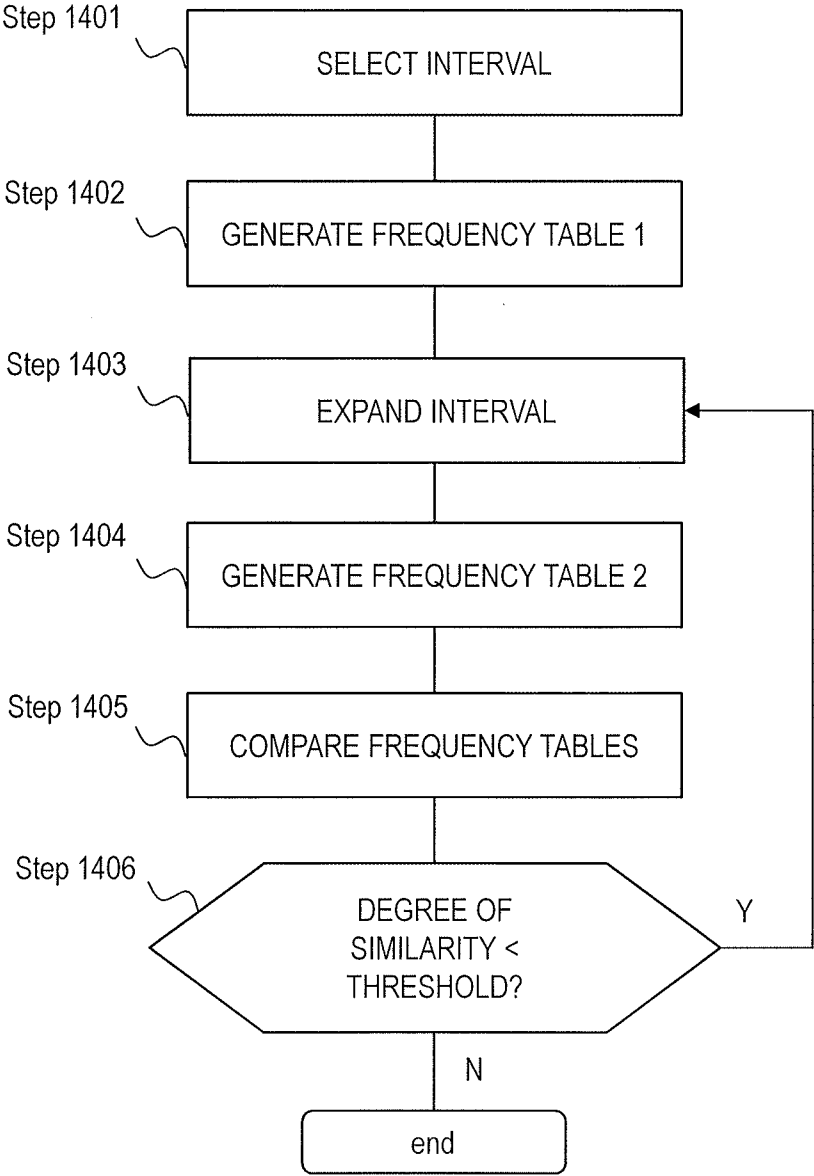 Step 1401
SELECT INTERVAL
Step 1402
GENERATE FREQUENCY TABLE 1
Step 1403
EXPAND INTERVAL
Step 1404
GENERATE FREQUENCY TABLE 2
Step 1405
COMPARE FREQUENCY TABLES
Step 1406
DEGREE OF
SIMILARITY <
THRESHOLD?
Y
N
end